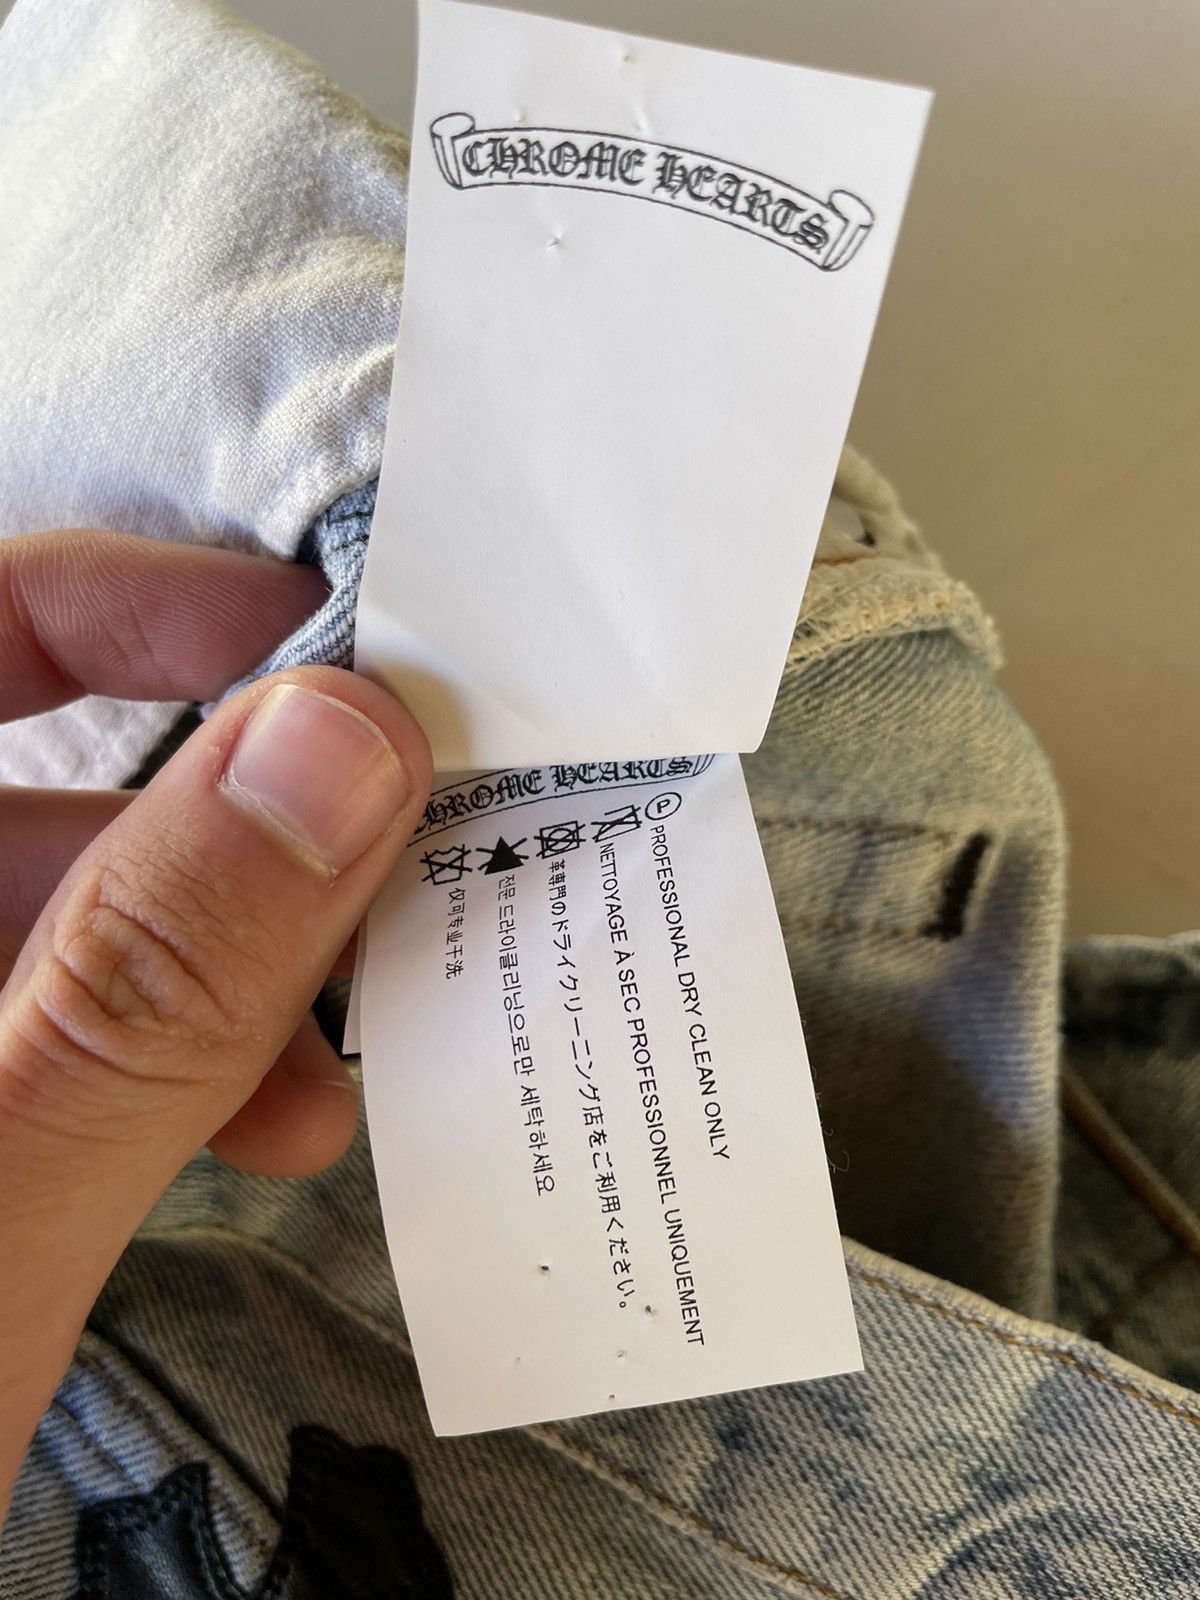 CHROME HEARTS
CHROME HEARTS
P
PROFESSIONAL DRY CLEAN ONLY
NETTOYAGE À SEC PROFESSIONNEL UNIQUEMENT
革専門のドライクリーニング店をご利用ください。
전문 드라이클리닝으로만 세탁하세요
仅可专业干洗